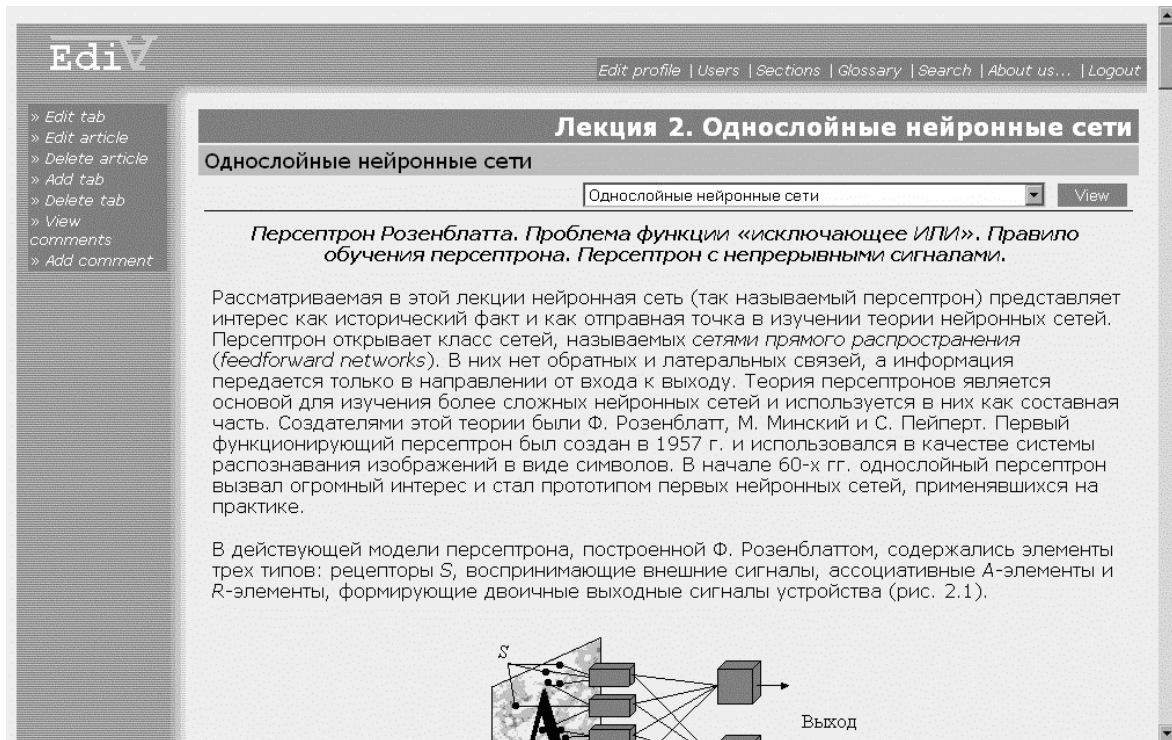 Edi∀
Edit profile | Users | Sections | Glossary | Search | About us... | Logout
» Edit tab
» Edit article
» Delete article
» Add tab
» Delete tab
» View
comments
» Add comment
Лекция 2. Однослойные нейронные сети
Однослойные нейронные сети
Однослойные нейронные сети
View
Персептрон Розенблатта. Проблема функции «исключающее ИЛИ». Правило
обучения персептрона. Персептрон с непрерывными сигналами.
Рассматриваемая в этой лекции нейронная сеть (так называемый персептрон) представляет
интерес как исторический факт и как отправная точка в изучении теории нейронных сетей.
Персептрон открывает класс сетей, называемых сетями прямого распространения
(feedforward networks). В них нет обратных и латеральных связей, а информация
передается только в направлении от входа к выходу. Теория персептронов является
основой для изучения более сложных нейронных сетей и используется в них как составная
часть. Создателями этой теории были Ф. Розенблатт, М. Минский и С. Пейперт. Первый
функционирующий персептрон был создан в 1957 г. и использовался в качестве системы
распознавания изображений в виде символов. В начале 60-х гг. однослойный персептрон
вызвал огромный интерес и стал прототипом первых нейронных сетей, применявшихся на
практике.
В действующей модели персептрона, построенной Ф. Розенблаттом, содержались элементы
трех типов: рецепторы S, воспринимающие внешние сигналы, ассоциативные A-элементы и
R-элементы, формирующие двоичные выходные сигналы устройства (рис. 2.1).
S
Выход